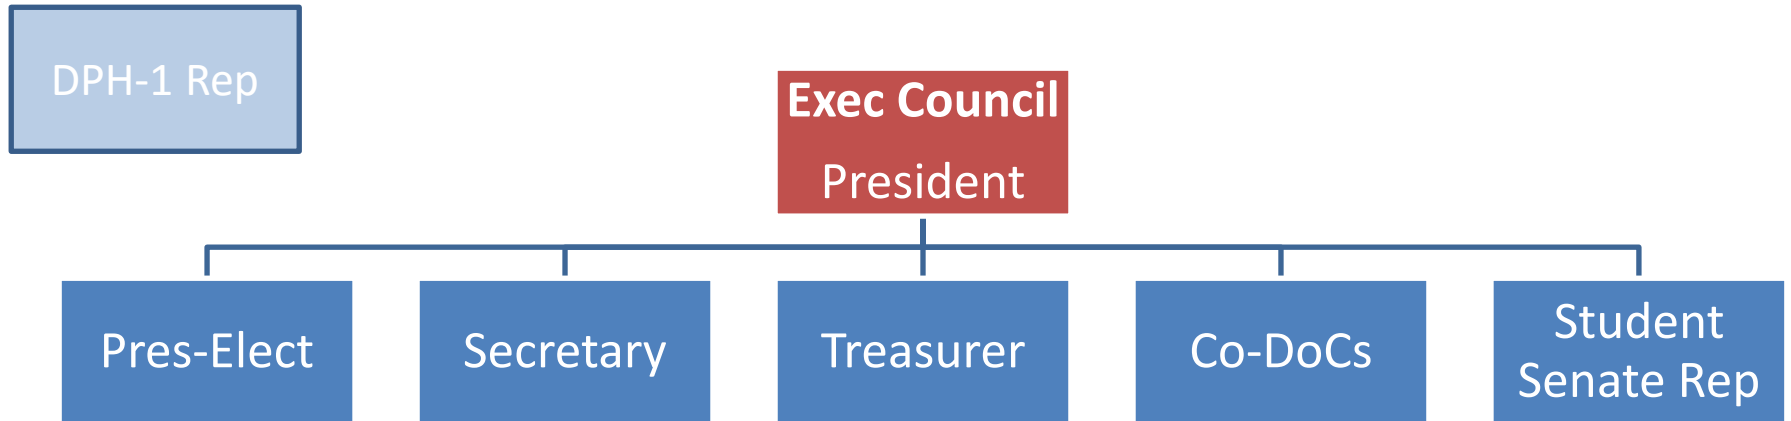 DPH-1 Rep
Exec Council
President
Pres-Elect
Secretary
Treasurer
Co-DoCs
Student
Senate Rep